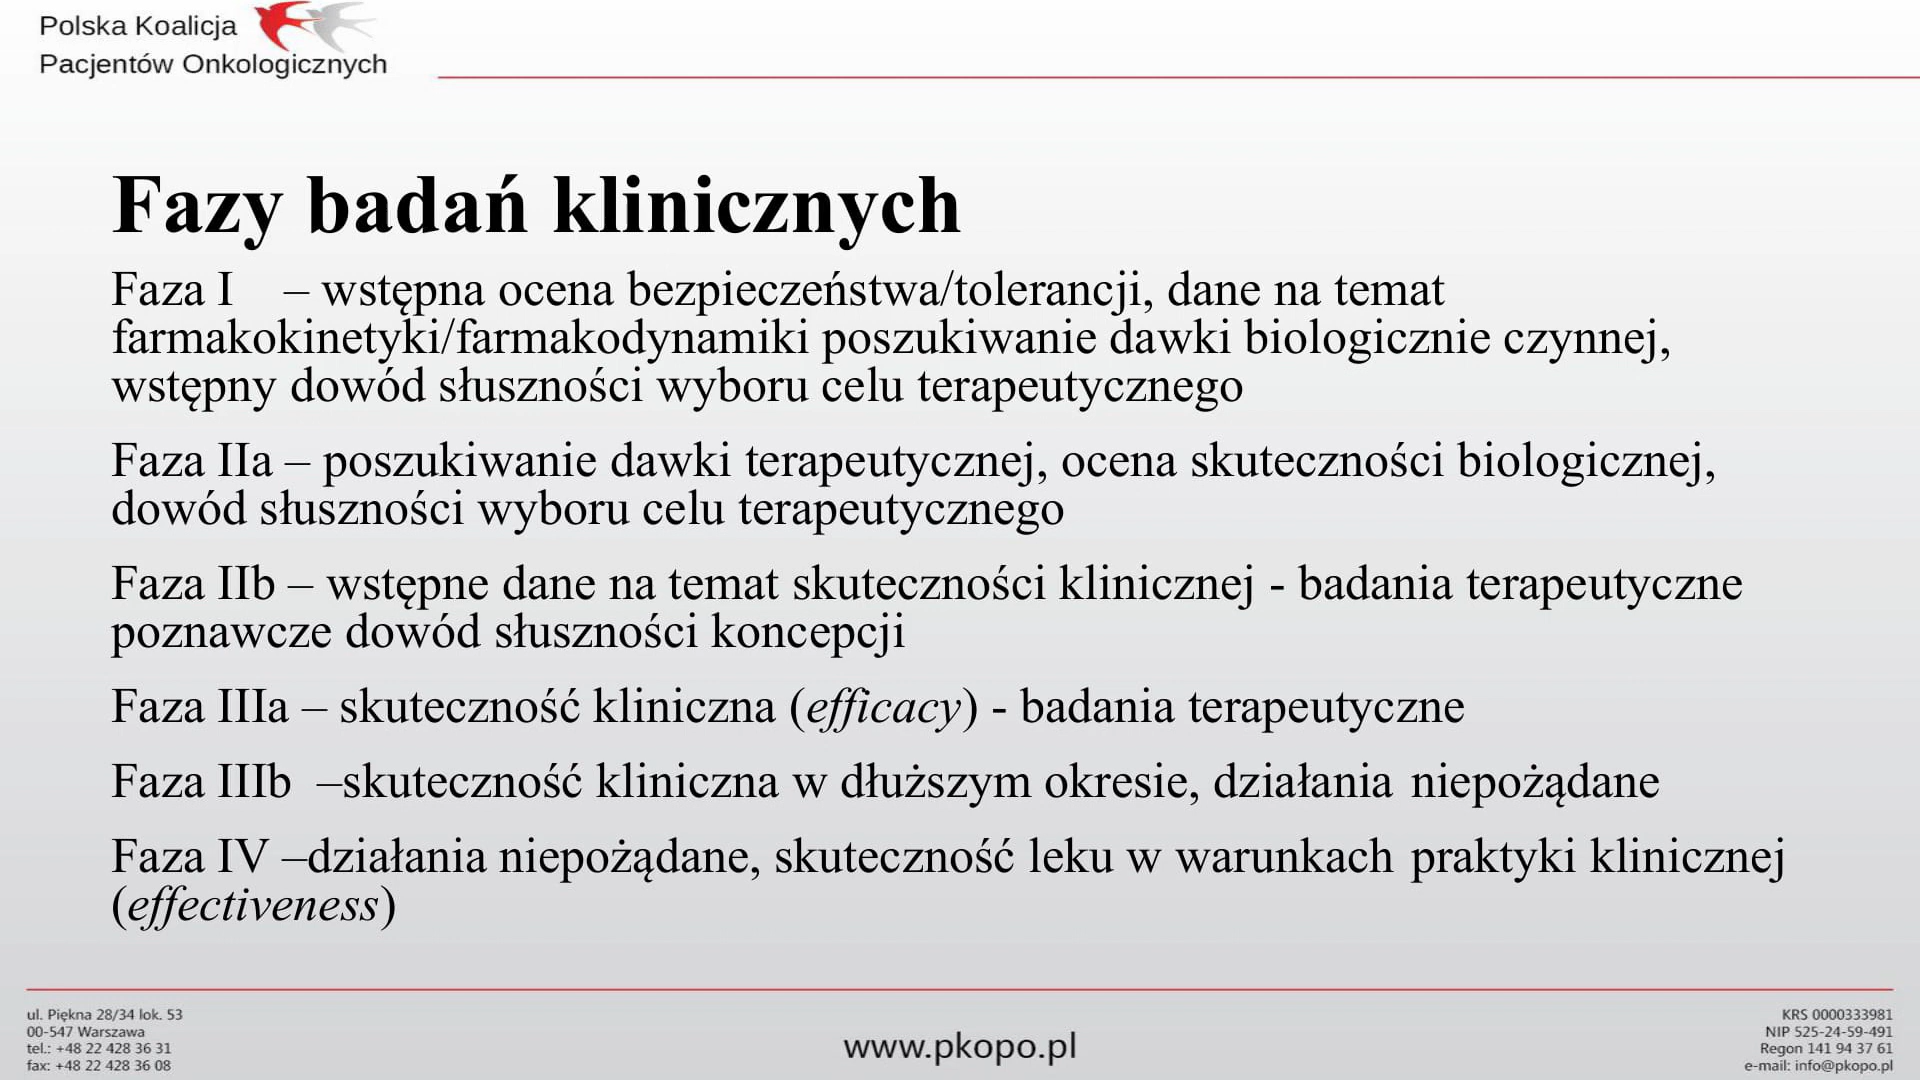 Polska Koalicja
Pacjentów Onkologicznych
Fazy badań klinicznych
Faza I – wstępna ocena bezpieczeństwa/tolerancji, dane na temat
farmakokinetyki/farmakodynamiki poszukiwanie dawki biologicznie czynnej,
wstępny dowód słuszności wyboru celu terapeutycznego
Faza IIa – poszukiwanie dawki terapeutycznej, ocena skuteczności biologicznej,
dowód słuszności wyboru celu terapeutycznego
Faza IIb – wstępne dane na temat skuteczności klinicznej - badania terapeutyczne
poznawcze dowód słuszności koncepcji
Faza IIIa – skuteczność kliniczna (efficacy) - badania terapeutyczne
Faza IIIb –skuteczność kliniczna w dłuższym okresie, działania niepożądane
Faza IV –działania niepożądane, skuteczność leku w warunkach praktyki klinicznej
(effectiveness)
ul. Piękna 28/34 lok. 53
00-547 Warszawa
tel.: +48 22 428 36 31
fax: +48 22 428 36 08
www.pkopo.pl
KRS 0000333981
NIP 525-24-59-491
Regon 141 94 37 61
e-mail: info@pkopo.pl